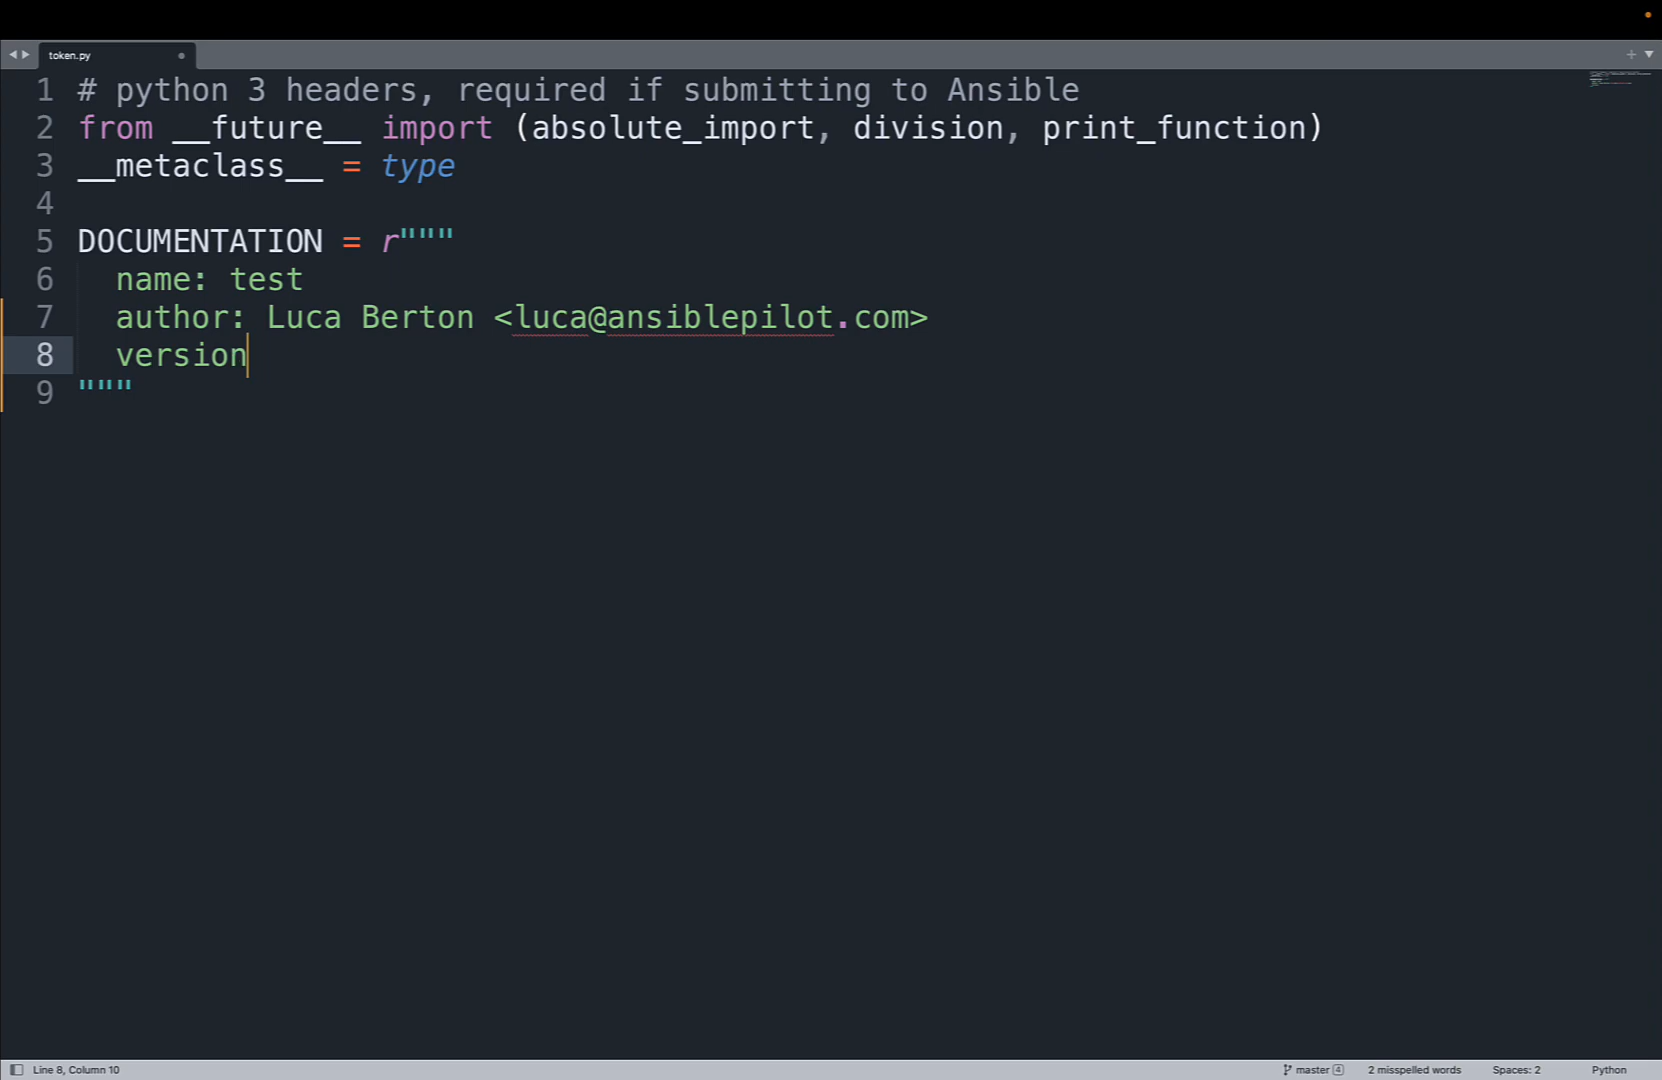 token.py
1 # python 3 headers, required if submitting to Ansible
2 from __future__ import (absolute_import, division, print_function)
3 __metaclass__ = type
4
5 DOCUMENTATION = r"""
6   name: test
7   author: Luca Berton <luca@ansiblepilot.com>
8   version
9 """
Line 8, Column 10 master 4 2 misspelled words Spaces: 2 Python